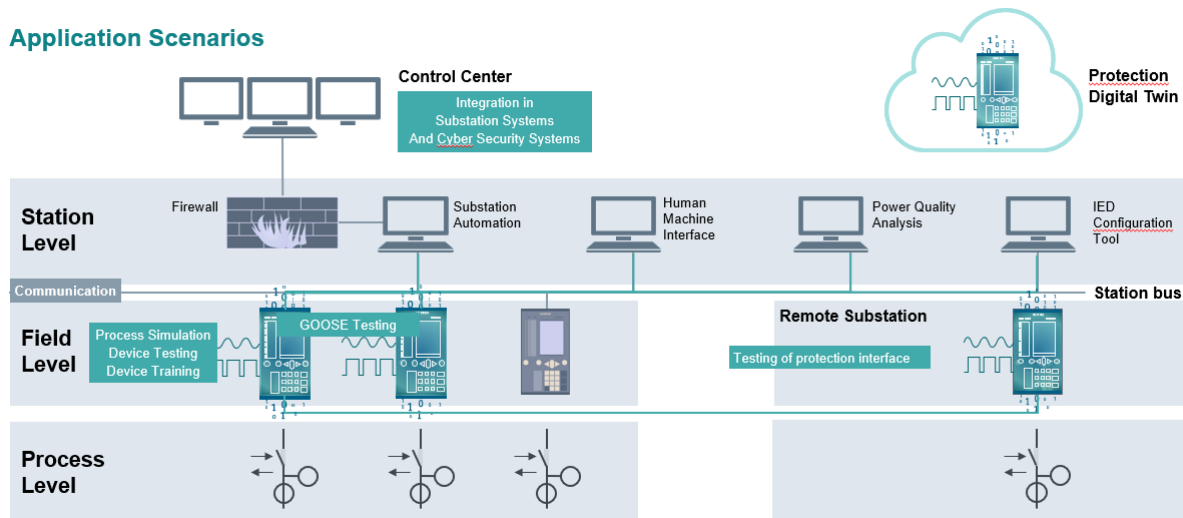 Application Scenarios
Control Center
Integration in
Substation Systems
And Cyber Security Systems
Protection
Digital Twin
Station
Level
Firewall
Substation
Automation
Human
Machine
Interface
Power Quality
Analysis
IED
Configuration
Tool
Communication
Station bus
Field
Level
Process Simulation
Device Testing
Device Training
GOOSE Testing
Remote Substation
Testing of protection interface
Process
Level